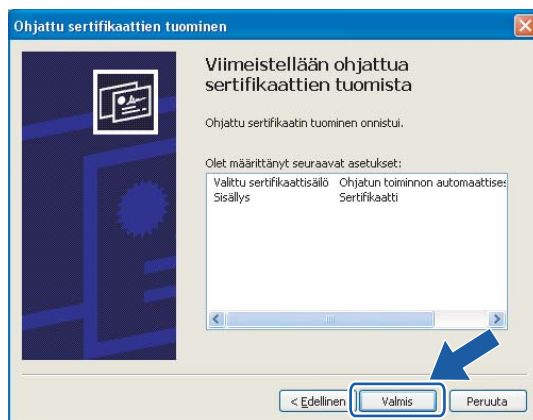 Ohjattu sertifikaattien tuominen
Viimeistellään ohjattua
sertifikaattien tuomista
Ohjattu sertifikaatin tuominen onnistui.
Olet määrittänyt seuraavat asetukset:
Valittu sertifikaattisäilö Ohjatun toiminnon automaattises
Sisällys Sertifikaatti
< Edellinen Valmis Peruuta